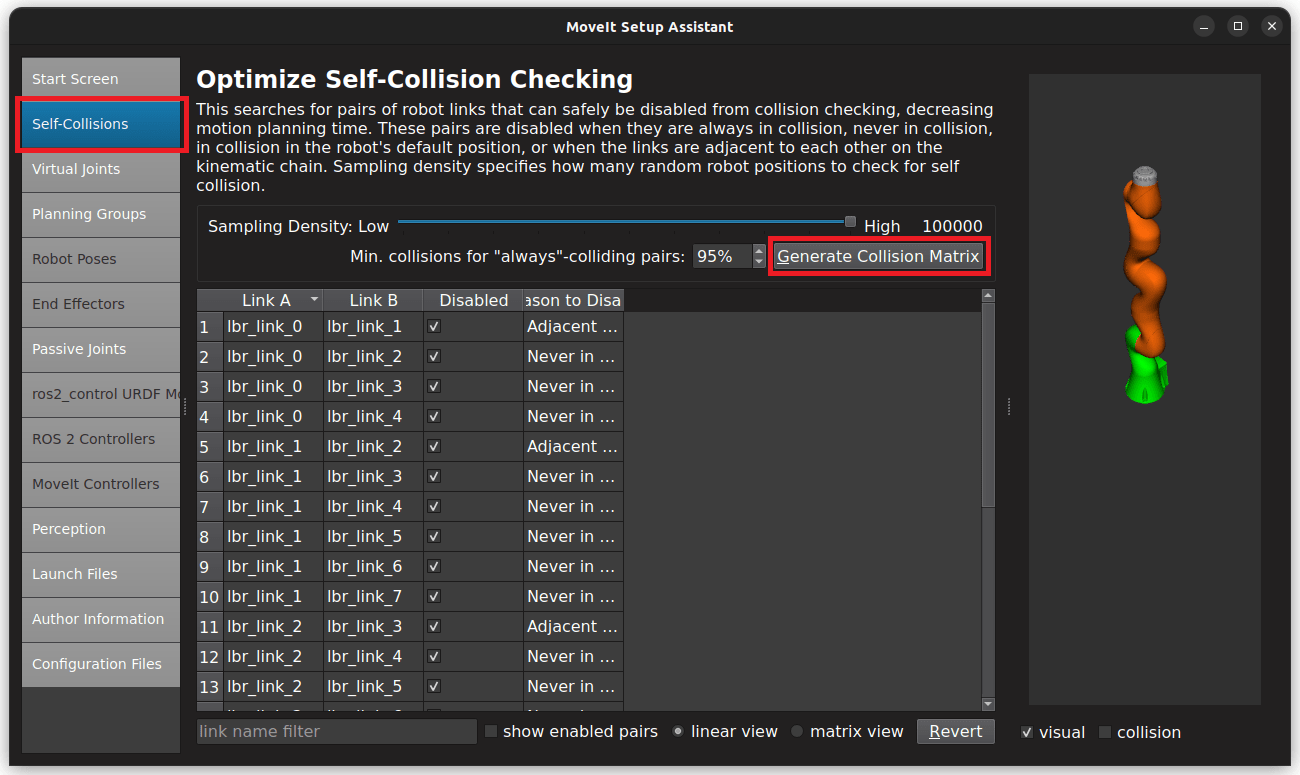 MoveIt Setup Assistant
Start Screen
Self-Collisions
Virtual Joints
Planning Groups
Robot Poses
End Effectors
Passive Joints
ros2_control URDF Mo
ROS 2 Controllers
MoveIt Controllers
Perception
Launch Files
Author Information
Configuration Files
Optimize Self-Collision Checking
This searches for pairs of robot links that can safely be disabled from collision checking, decreasing
motion planning time. These pairs are disabled when they are always in collision, never in collision,
in collision in the robot's default position, or when the links are adjacent to each other on the
kinematic chain. Sampling density specifies how many random robot positions to check for self
collision.
Sampling Density: Low High 100000
Min. collisions for "always"-colliding pairs: 95% Generate Collision Matrix
Link A Link B Disabled ason to Disa
1 lbr_link_0 lbr_link_1 Adjacent ...
2 lbr_link_0 lbr_link_2 Never in ...
3 lbr_link_0 lbr_link_3 Never in ...
4 lbr_link_0 lbr_link_4 Never in ...
5 lbr_link_1 lbr_link_2 Adjacent ...
6 lbr_link_1 lbr_link_3 Never in ...
7 lbr_link_1 lbr_link_4 Never in ...
8 lbr_link_1 lbr_link_5 Never in ...
9 lbr_link_1 lbr_link_6 Never in ...
10 lbr_link_1 lbr_link_7 Never in ...
11 lbr_link_2 lbr_link_3 Adjacent ...
12 lbr_link_2 lbr_link_4 Never in ...
13 lbr_link_2 lbr_link_5 Never in ...
link name filter show enabled pairs linear view matrix view Revert
visual collision